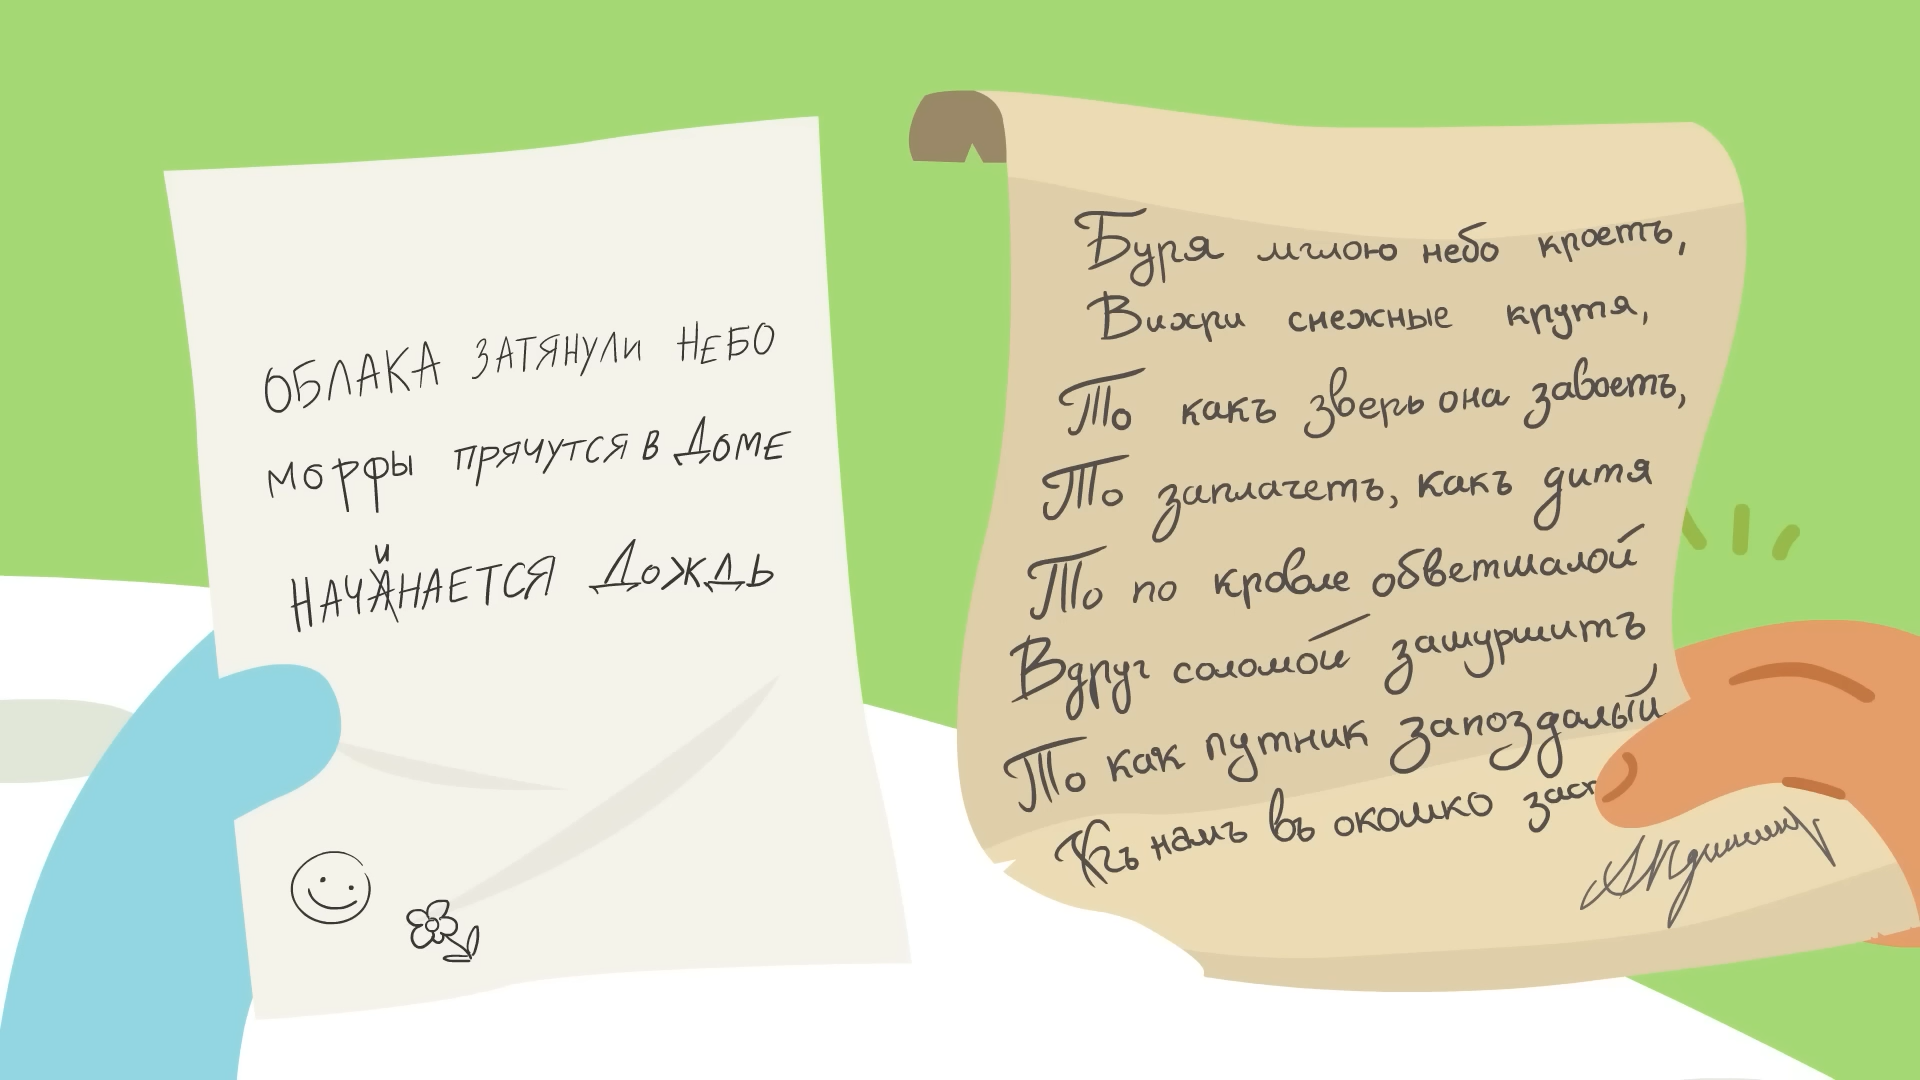 ОБЛАКА ЗАТЯНУЛИ НЕБО
МОРФЫ ПРЯЧУТСЯ В ДОМЕ
НАЧИНАЕТСЯ ДОЖДЬ
Буря мглою небо кроетъ,
Вихри снежные крутя,
То какъ зверь она завоетъ,
То заплачетъ, какъ дитя
То по кровле обветшалой
Вдруг соломой зашуршитъ
То как путник запоздалый
Къ намъ въ окошко